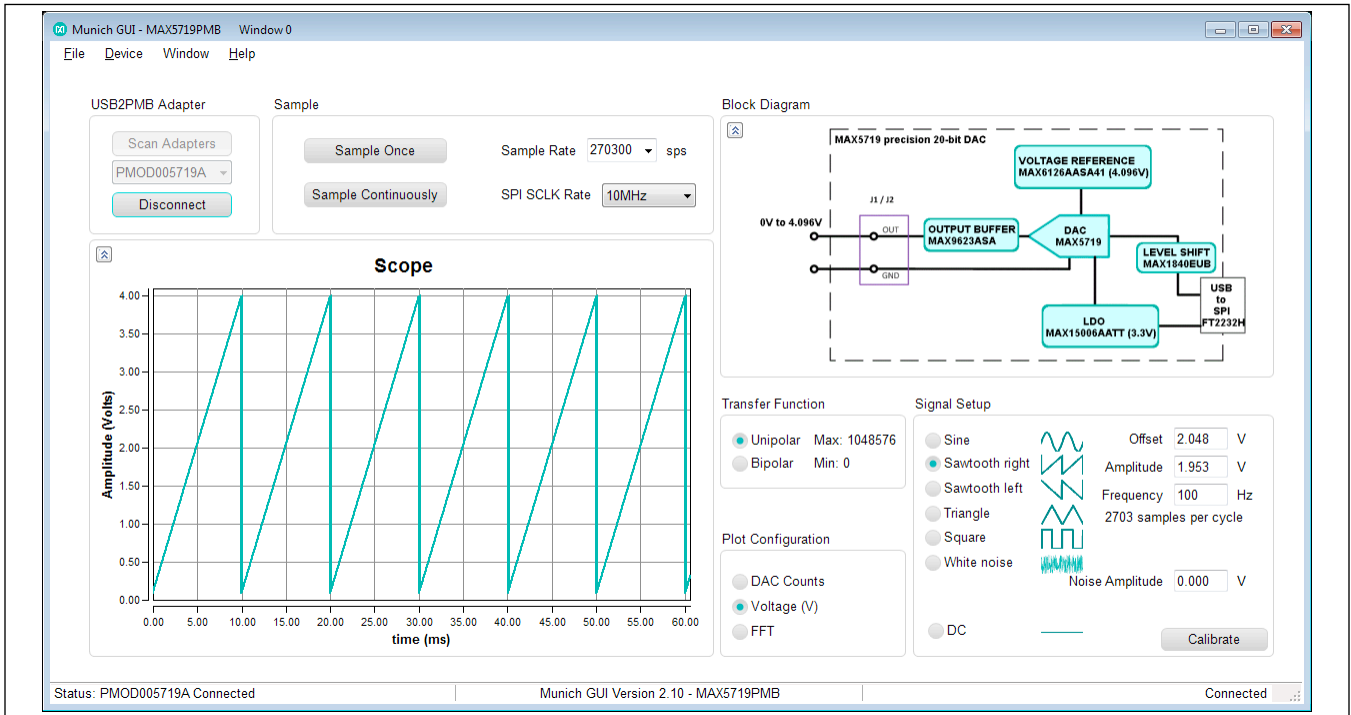 Munich GUI - MAX5719PMB Window 0
File Device Window Help
USB2PMB Adapter
Scan Adapters
PMOD005719A
Disconnect
Sample
Sample Once
Sample Rate 270300 sps
Sample Continuously
SPI SCLK Rate 10MHz
Scope
Amplitude (Volts)
4.00
3.50
3.00
2.50
2.00
1.50
1.00
0.50
0.00
0.00 5.00 10.00 15.00 20.00 25.00 30.00 35.00 40.00 45.00 50.00 55.00 60.00
time (ms)
Block Diagram
MAX5719 precision 20-bit DAC
VOLTAGE REFERENCE
MAX6126AASA41 (4.096V)
J1 / J2
0V to 4.096V
OUT
GND
OUTPUT BUFFER
MAX9623ASA
DAC
MAX5719
LEVEL SHIFT
MAX1840EUB
USB
to
SPI
FT2232H
LDO
MAX15006AATT (3.3V)
Transfer Function
Unipolar Max: 1048576
Bipolar Min: 0
Plot Configuration
DAC Counts
Voltage (V)
FFT
Signal Setup
Sine
Sawtooth right
Sawtooth left
Triangle
Square
White noise
DC
Offset 2.048 V
Amplitude 1.953 V
Frequency 100 Hz
2703 samples per cycle
Noise Amplitude 0.000 V
Calibrate
Status: PMOD005719A Connected
Munich GUI Version 2.10 - MAX5719PMB
Connected